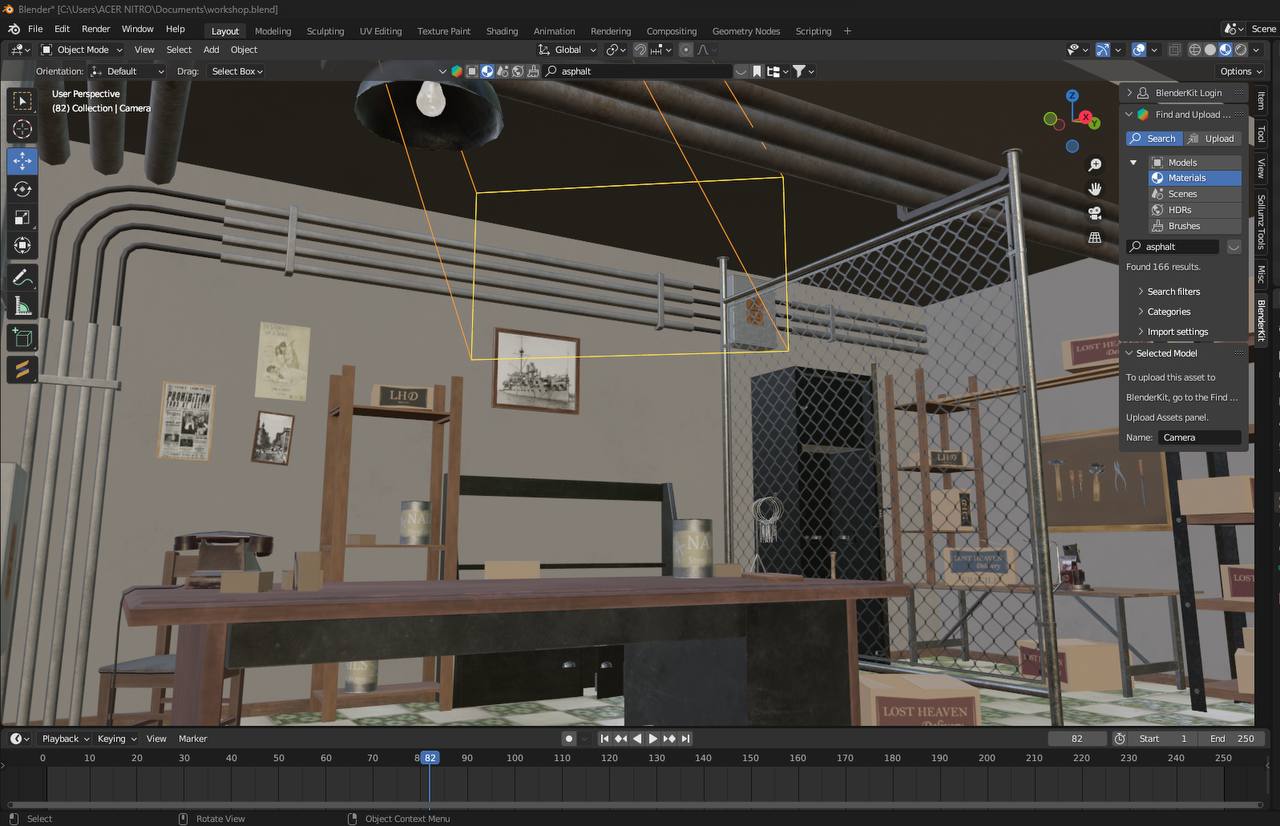 Blender* [C:\Users\ACER NITRO\Documents\workshop.blend]
File Edit Render Window Help Layout Modeling Sculpting UV Editing Texture Paint Shading Animation Rendering Compositing Geometry Nodes Scripting + Scene
Object Mode View Select Add Object Global
Orientation: Default Drag: Select Box asphalt Options
User Perspective
(82) Collection | Camera
Z
X
Y
BlenderKit Login
Find and Upload ...
Search Upload
Models
Materials
Scenes
HDRs
Brushes
asphalt
Found 166 results.
Search filters
Categories
Import settings
Selected Model
To upload this asset to
BlenderKit, go to the Find ...
Upload Assets panel.
Name: Camera
Item
Tool
View
Sollumz Tools
Misc
BlenderKit
PROHIBITION
LHD
NA
NA
LHD
LOST HEAVEN
LOST HEAVEN
Delivery
LOST
LOST HEAVEN
Delivery
Playback Keying View Marker 82 Start 1 End 250
0 10 20 30 40 50 60 70 8 82 90 100 110 120 130 140 150 160 170 180 190 200 210 220 230 240 250
Select Rotate View Object Context Menu